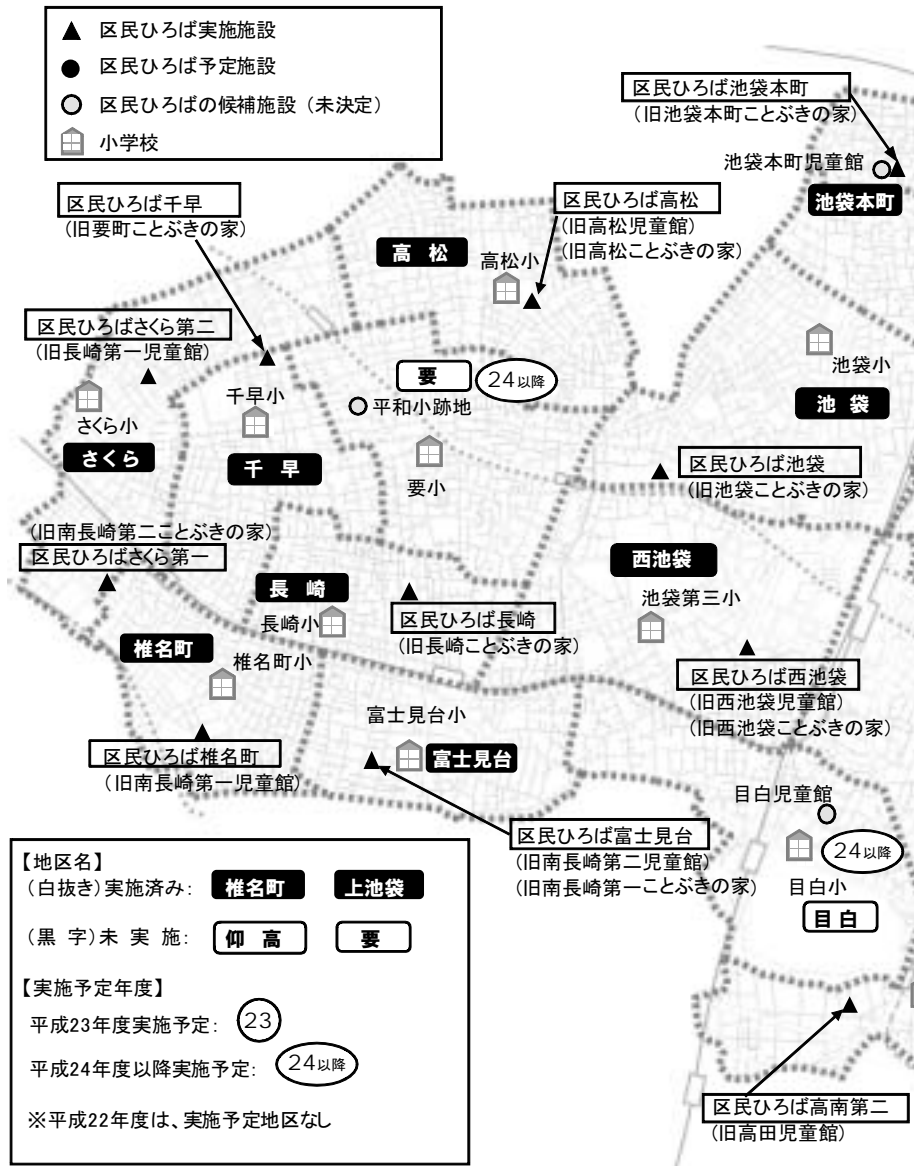 ▲ 区民ひろば実施施設
● 区民ひろば予定施設
○ 区民ひろばの候補施設（未決定）
小学校
区民ひろば池袋本町
（旧池袋本町ことぶきの家）
池袋本町児童館
池袋本町
区民ひろば千早
（旧要町ことぶきの家）
区民ひろば高松
（旧高松児童館）
（旧高松ことぶきの家）
高 松
高松小
区民ひろばさくら第二
（旧長崎第一児童館）
さくら小
さくら
千早小
千 早
要
24以降
平和小跡地
要小
池袋小
池 袋
区民ひろば池袋
（旧池袋ことぶきの家）
（旧南長崎第二ことぶきの家）
区民ひろばさくら第一
長 崎
長崎小
区民ひろば長崎
（旧長崎ことぶきの家）
西池袋
池袋第三小
区民ひろば西池袋
（旧西池袋児童館）
（旧西池袋ことぶきの家）
椎名町
椎名町小
区民ひろば椎名町
（旧南長崎第一児童館）
富士見台小
富士見台
区民ひろば富士見台
（旧南長崎第二児童館）
（旧南長崎第一ことぶきの家）
目白児童館
24以降
目白小
目白
区民ひろば高南第二
（旧高田児童館）
【地区名】
（白抜き）実施済み： 椎名町 上池袋
（黒 字）未 実 施： 仰 高 要
【実施予定年度】
平成23年度実施予定： 23
平成24年度以降実施予定： 24以降
※平成22年度は、実施予定地区なし